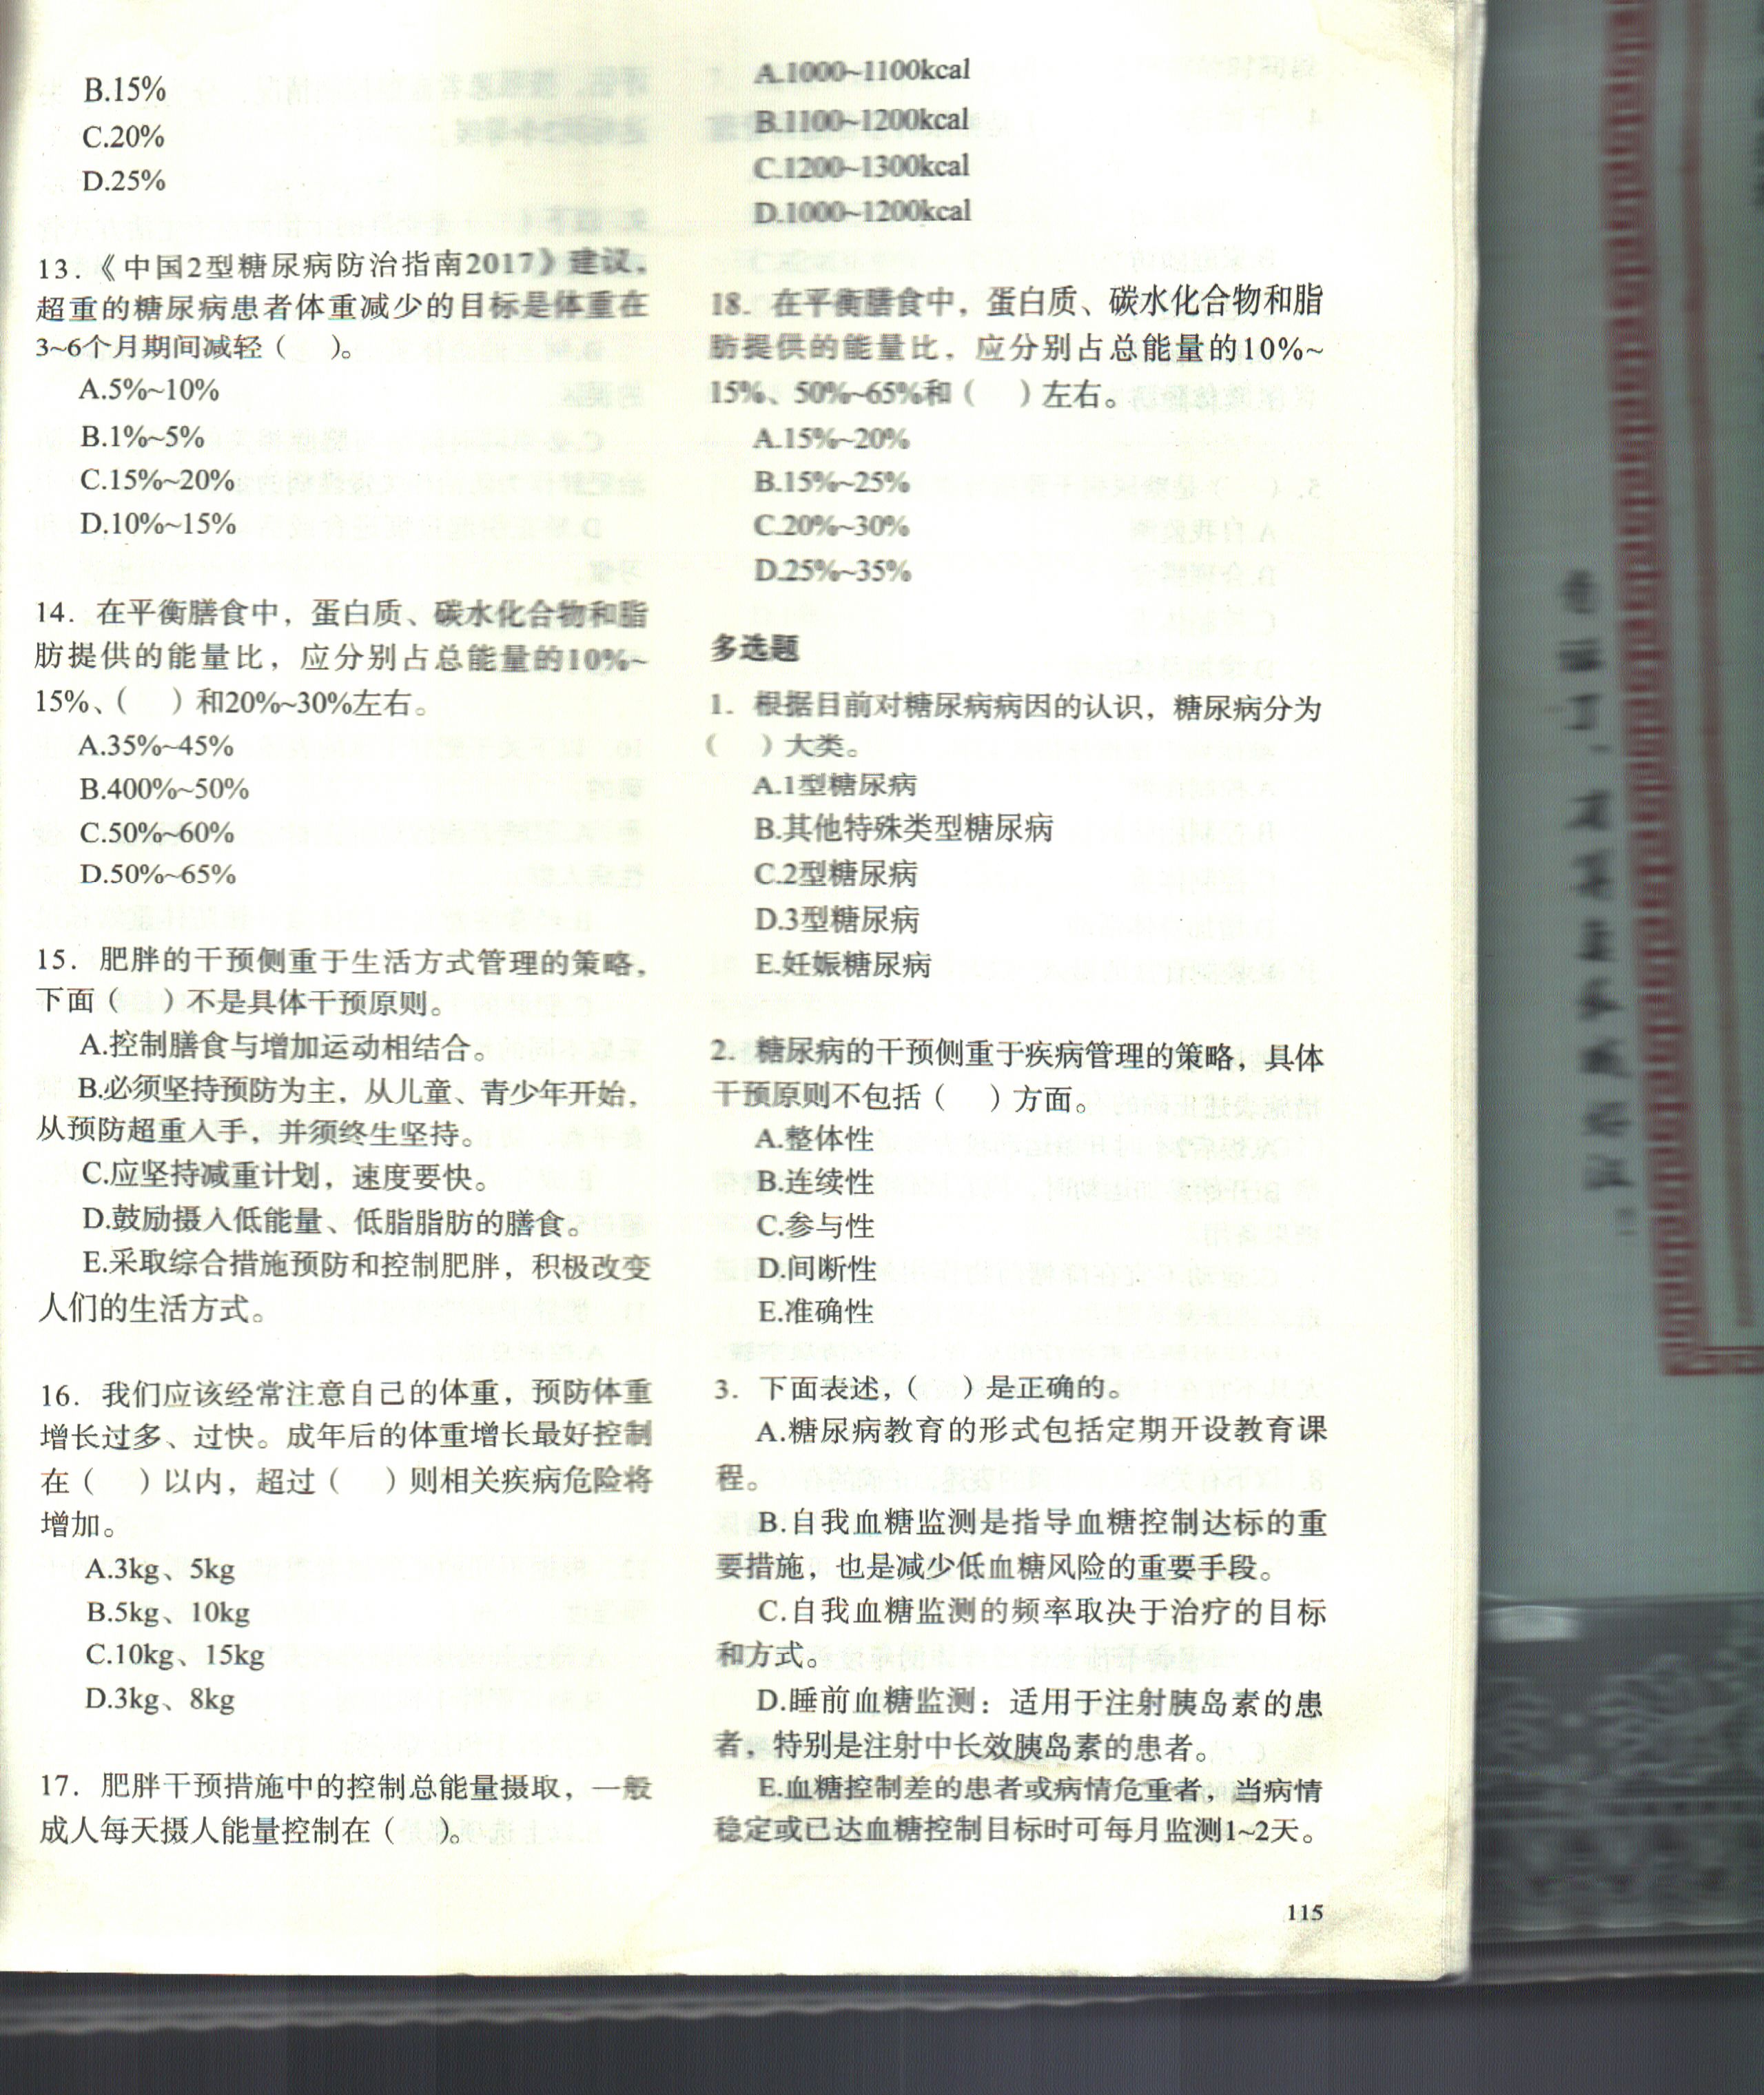 B.15%
C.20%
D.25%
13.《中国2型糖尿病防治指南2017》建议，
超重的糖尿病患者体重减少的目标是体重在
3~6个月期间减轻（ ）。
A.5%~10%
B.1%~5%
C.15%~20%
D.10%~15%
14. 在平衡膳食中，蛋白质、碳水化合物和脂
肪提供的能量比，应分别占总能量的10%~
15%、（ ）和20%~30%左右。
A.35%~45%
B.400%~50%
C.50%~60%
D.50%~65%
15. 肥胖的干预侧重于生活方式管理的策略，
下面（ ）不是具体干预原则。
A.控制膳食与增加运动相结合。
B.必须坚持预防为主，从儿童、青少年开始，
从预防超重入手，并须终生坚持。
C.应坚持减重计划，速度要快。
D.鼓励摄入低能量、低脂脂肪的膳食。
E.采取综合措施预防和控制肥胖，积极改变
人们的生活方式。
16. 我们应该经常注意自己的体重，预防体重
增长过多、过快。成年后的体重增长最好控制
在（ ）以内，超过（ ）则相关疾病危险将
增加。
A.3kg、5kg
B.5kg、10kg
C.10kg、15kg
D.3kg、8kg
17. 肥胖干预措施中的控制总能量摄取，一般
成人每天摄人能量控制在（ ）。
A.1000~1100kcal
B.1100~1200kcal
C.1200~1300kcal
D.1000~1200kcal
18. 在平衡膳食中，蛋白质、碳水化合物和脂
肪提供的能量比，应分别占总能量的10%~
15%、50%~65%和（ ）左右。
A.15%~20%
B.15%~25%
C.20%~30%
D.25%~35%
多选题
1. 根据目前对糖尿病病因的认识，糖尿病分为
（ ）大类。
A.1型糖尿病
B.其他特殊类型糖尿病
C.2型糖尿病
D.3型糖尿病
E.妊娠糖尿病
2. 糖尿病的干预侧重于疾病管理的策略，具体
干预原则不包括（ ）方面。
A.整体性
B.连续性
C.参与性
D.间断性
E.准确性
3. 下面表述，（ ）是正确的。
A.糖尿病教育的形式包括定期开设教育课
程。
B.自我血糖监测是指导血糖控制达标的重
要措施，也是减少低血糖风险的重要手段。
C.自我血糖监测的频率取决于治疗的目标
和方式。
D.睡前血糖监测：适用于注射胰岛素的患
者，特别是注射中长效胰岛素的患者。
E.血糖控制差的患者或病情危重者，当病情
稳定或已达血糖控制目标时可每月监测1~2天。
115